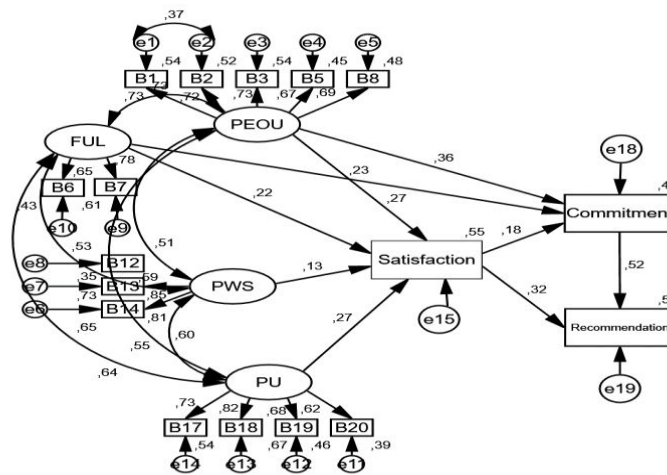 ,37
e1 e2 e3 e4 e5
,54 ,52 ,54 ,45 ,48
B1 B2 B3 B5 B8
,73 ,72 ,73 ,67 ,69
,73
PEOU
FUL
e18
,36
,65 ,78
,23
B6 B7
,22
,27
,43 ,61
Commitment
e10 e9
,55 ,18
,53 ,51
Satisfaction
e8 B12
,59
,13
,52
e7 ,35 B13
PWS
,73 ,85
,32
e6 B14
,81
,65 ,60
e15
Recommendation
,27
,55
,64
PU
e19
,73 ,82 ,68 ,62
B17 B18 B19 B20
,54 ,67 ,46 ,39
e14 e13 e12 e11